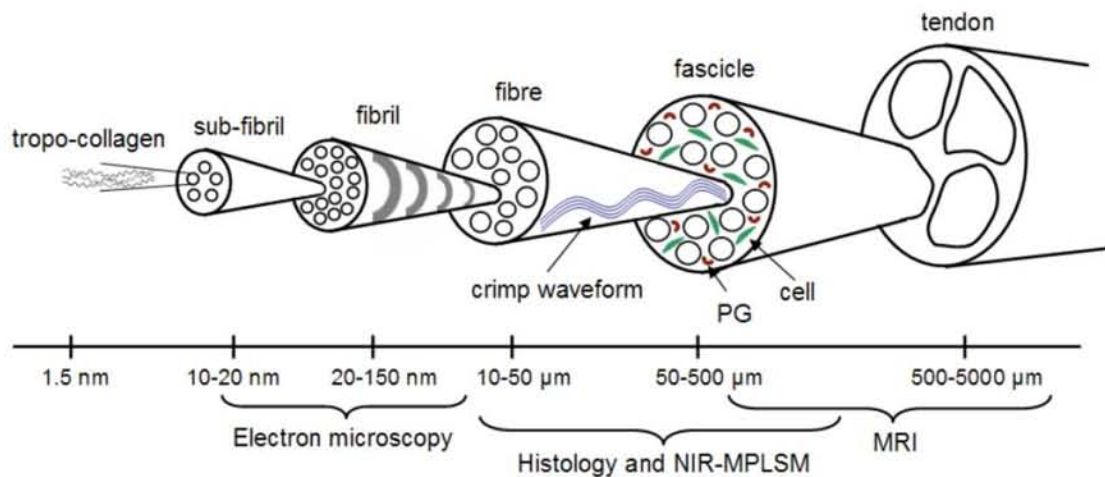 tendon
fascicle
fibre
fibril
sub-fibril
tropo-collagen
crimp waveform
cell
PG
1.5 nm
10-20 nm
20-150 nm
10-50 µm
50-500 µm
500-5000 µm
Electron microscopy
Histology and NIR-MPLSM
MRI